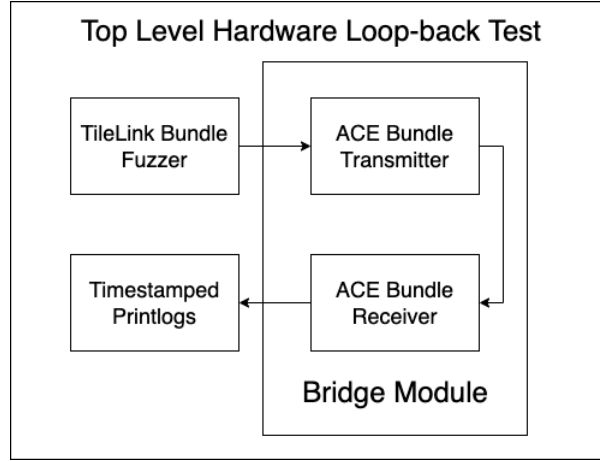 Top Level Hardware Loop-back Test
TileLink Bundle
Fuzzer
ACE Bundle
Transmitter
Timestamped
Printlogs
ACE Bundle
Receiver
Bridge Module